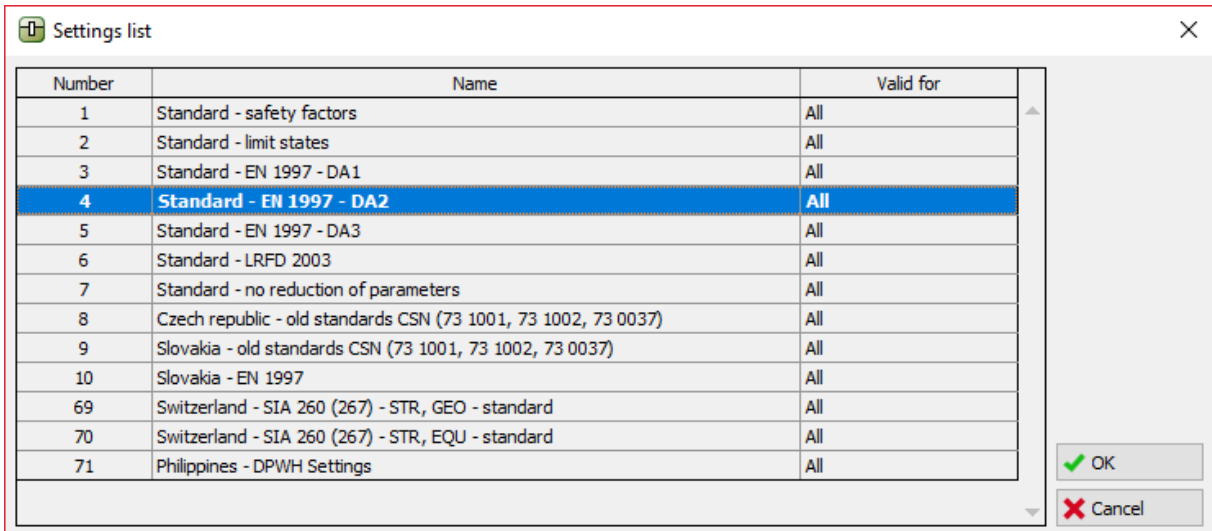 Settings list
Number Name Valid for
1 Standard - safety factors All
2 Standard - limit states All
3 Standard - EN 1997 - DA1 All
4 Standard - EN 1997 - DA2 All
5 Standard - EN 1997 - DA3 All
6 Standard - LRFD 2003 All
7 Standard - no reduction of parameters All
8 Czech republic - old standards CSN (73 1001, 73 1002, 73 0037) All
9 Slovakia - old standards CSN (73 1001, 73 1002, 73 0037) All
10 Slovakia - EN 1997 All
69 Switzerland - SIA 260 (267) - STR, GEO - standard All
70 Switzerland - SIA 260 (267) - STR, EQU - standard All
71 Philippines - DPWH Settings All
OK
Cancel